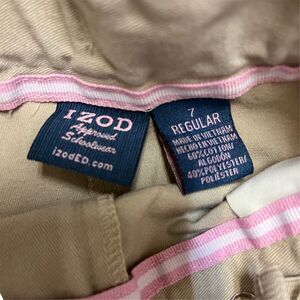 IZOD
Approved
Schoolwear
izodED.com
7
REGULAR
MADE IN VIETNAM
HECHO EN VIETNAM
60%COTTON/
ALGODON
40%POLYESTER/
POLIESTER